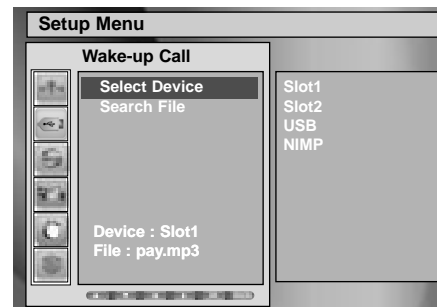 Setup Menu
Wake-up Call
Select Device
Search File
Device : Slot1
File : pay.mp3
Slot1
Slot2
USB
NIMP